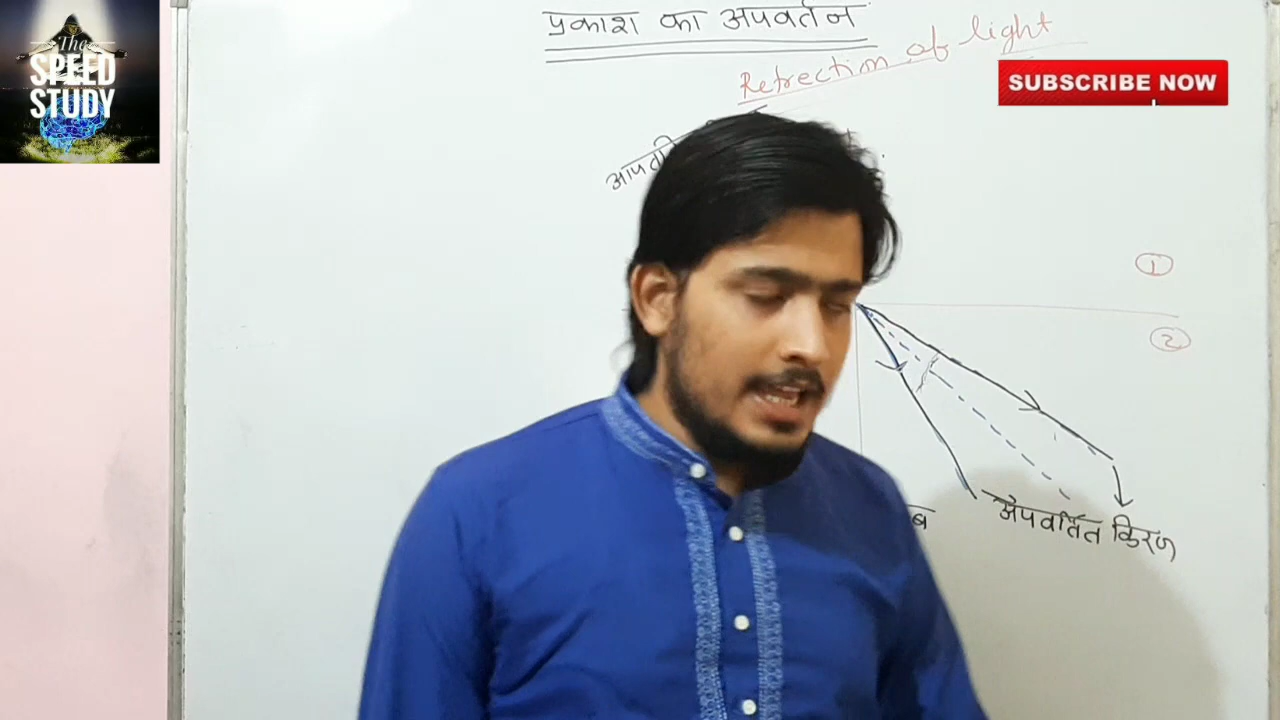 The
SPEED
STUDY
प्रकाश का अपवर्तन
Refrection of light
SUBSCRIBE NOW
1
2
अपवर्तित किरण